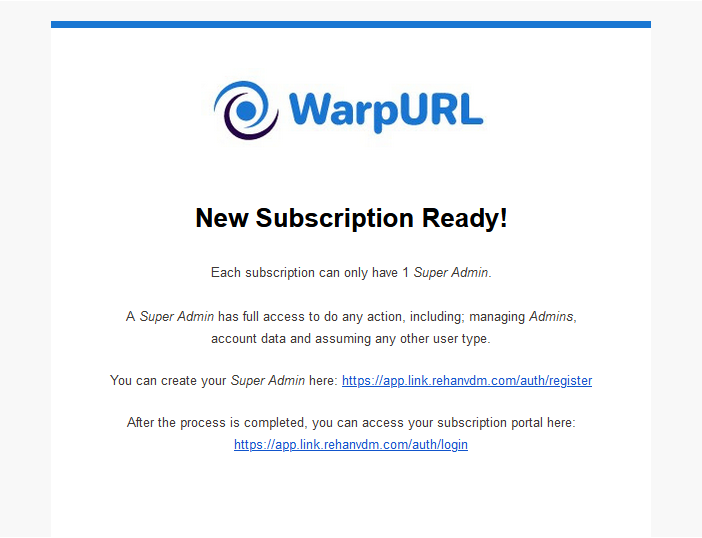 WarpURL
New Subscription Ready!
Each subscription can only have 1 Super Admin.
A Super Admin has full access to do any action, including; managing Admins,
account data and assuming any other user type.
You can create your Super Admin here: https://app.link.rehanvdm.com/auth/register
After the process is completed, you can access your subscription portal here:
https://app.link.rehanvdm.com/auth/login